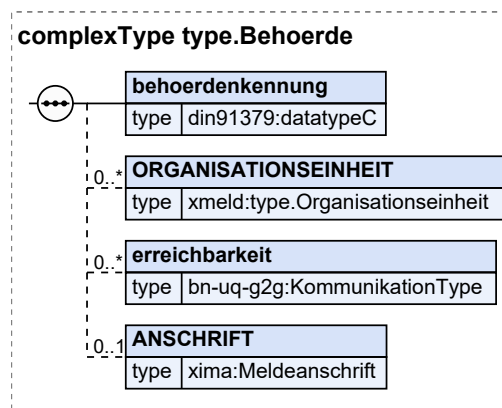 complexType type.Behoerde
behoerdenkennung
type din91379:datatypeC
0..* ORGANISATIONSEINHEIT
type xmeld:type.Organisationseinheit
0..* erreichbarkeit
type bn-uq-g2g:KommunikationType
0..1 ANSCHRIFT
type xima:Meldeanschrift